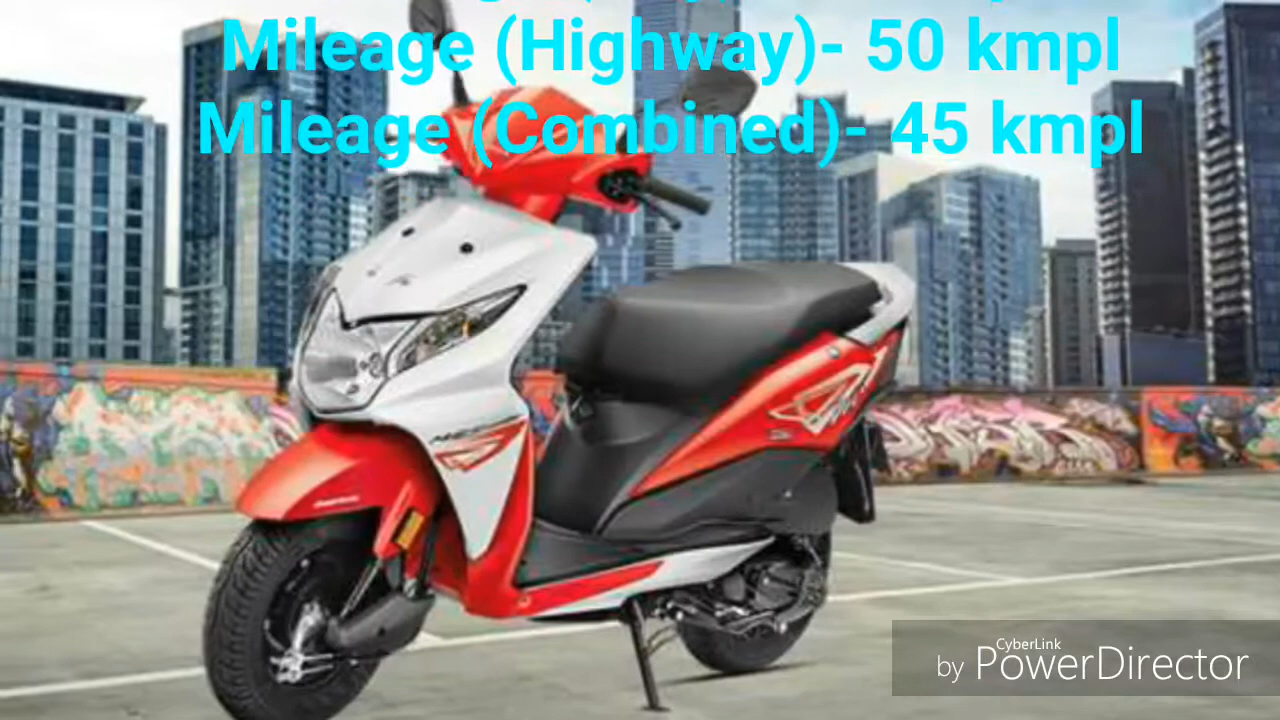 Mileage (Highway)- 50 kmpl
Mileage (Combined)- 45 kmpl
CyberLink
by PowerDirector